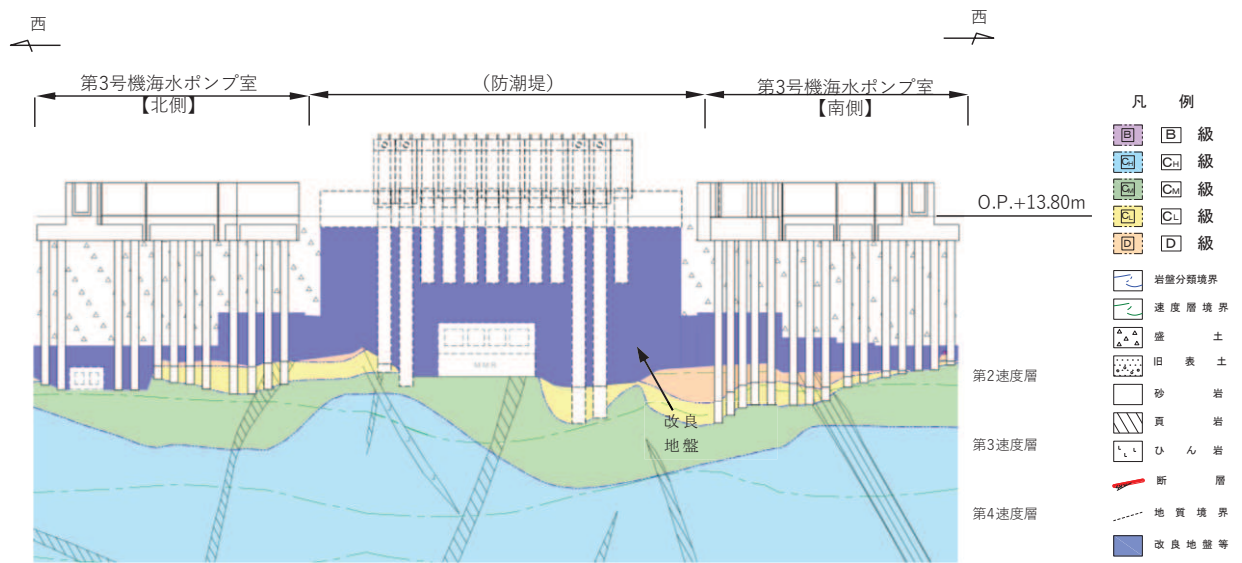 西
西
第3号機海水ポンプ室
【北側】
(防潮堤)
第3号機海水ポンプ室
【南側】
O.P.+13.80m
改良
地盤
第2速度層
第3速度層
第4速度層
凡 例
B B 級
CH CH 級
CM CM 級
CL CL 級
D D 級
岩盤分類境界
速度層境界
盛 土
旧表土
砂 岩
頁 岩
ひん岩
断 層
地質境界
改良地盤等